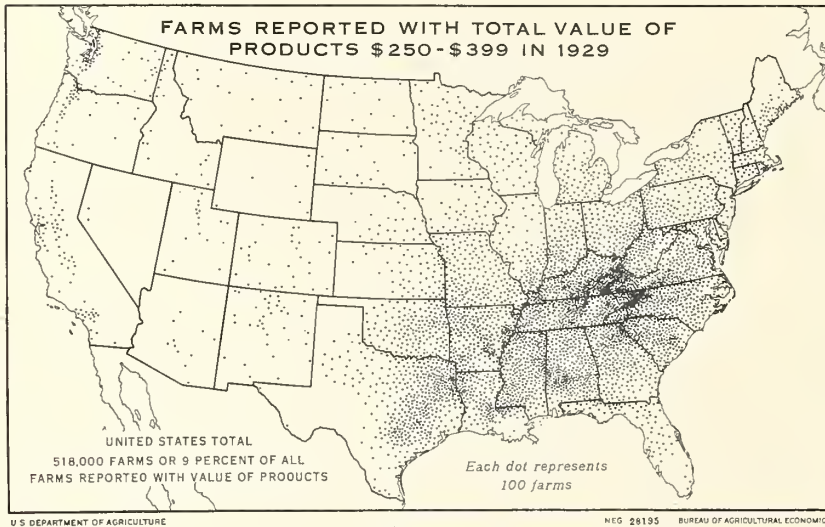 FARMS REPORTED WITH TOTAL VALUE OF
PRODUCTS $250-$399 IN 1929
UNITED STATES TOTAL
518,000 FARMS OR 9 PERCENT OF ALL
FARMS REPORTED WITH VALUE OF PRODUCTS
Each dot represents
100 farms
U S DEPARTMENT OF AGRICULTURE
NEG 28195 BUREAU OF AGRICULTURAL ECONOMIC